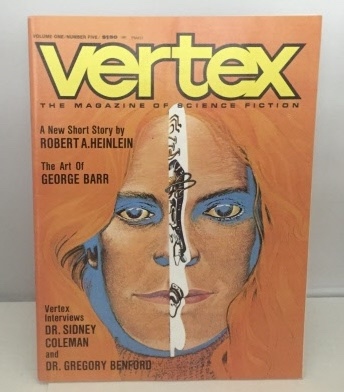 VOLUME ONE/NUMBER FIVE/
vertex
THE MAGAZINE OF SCIENCE FICTION
A New Short Story by
ROBERT A. HEINLEIN
The Art Of
GEORGE BARR
Vertex
Interviews
DR. SIDNEY
COLEMAN
and
DR. GREGORY BENFORD